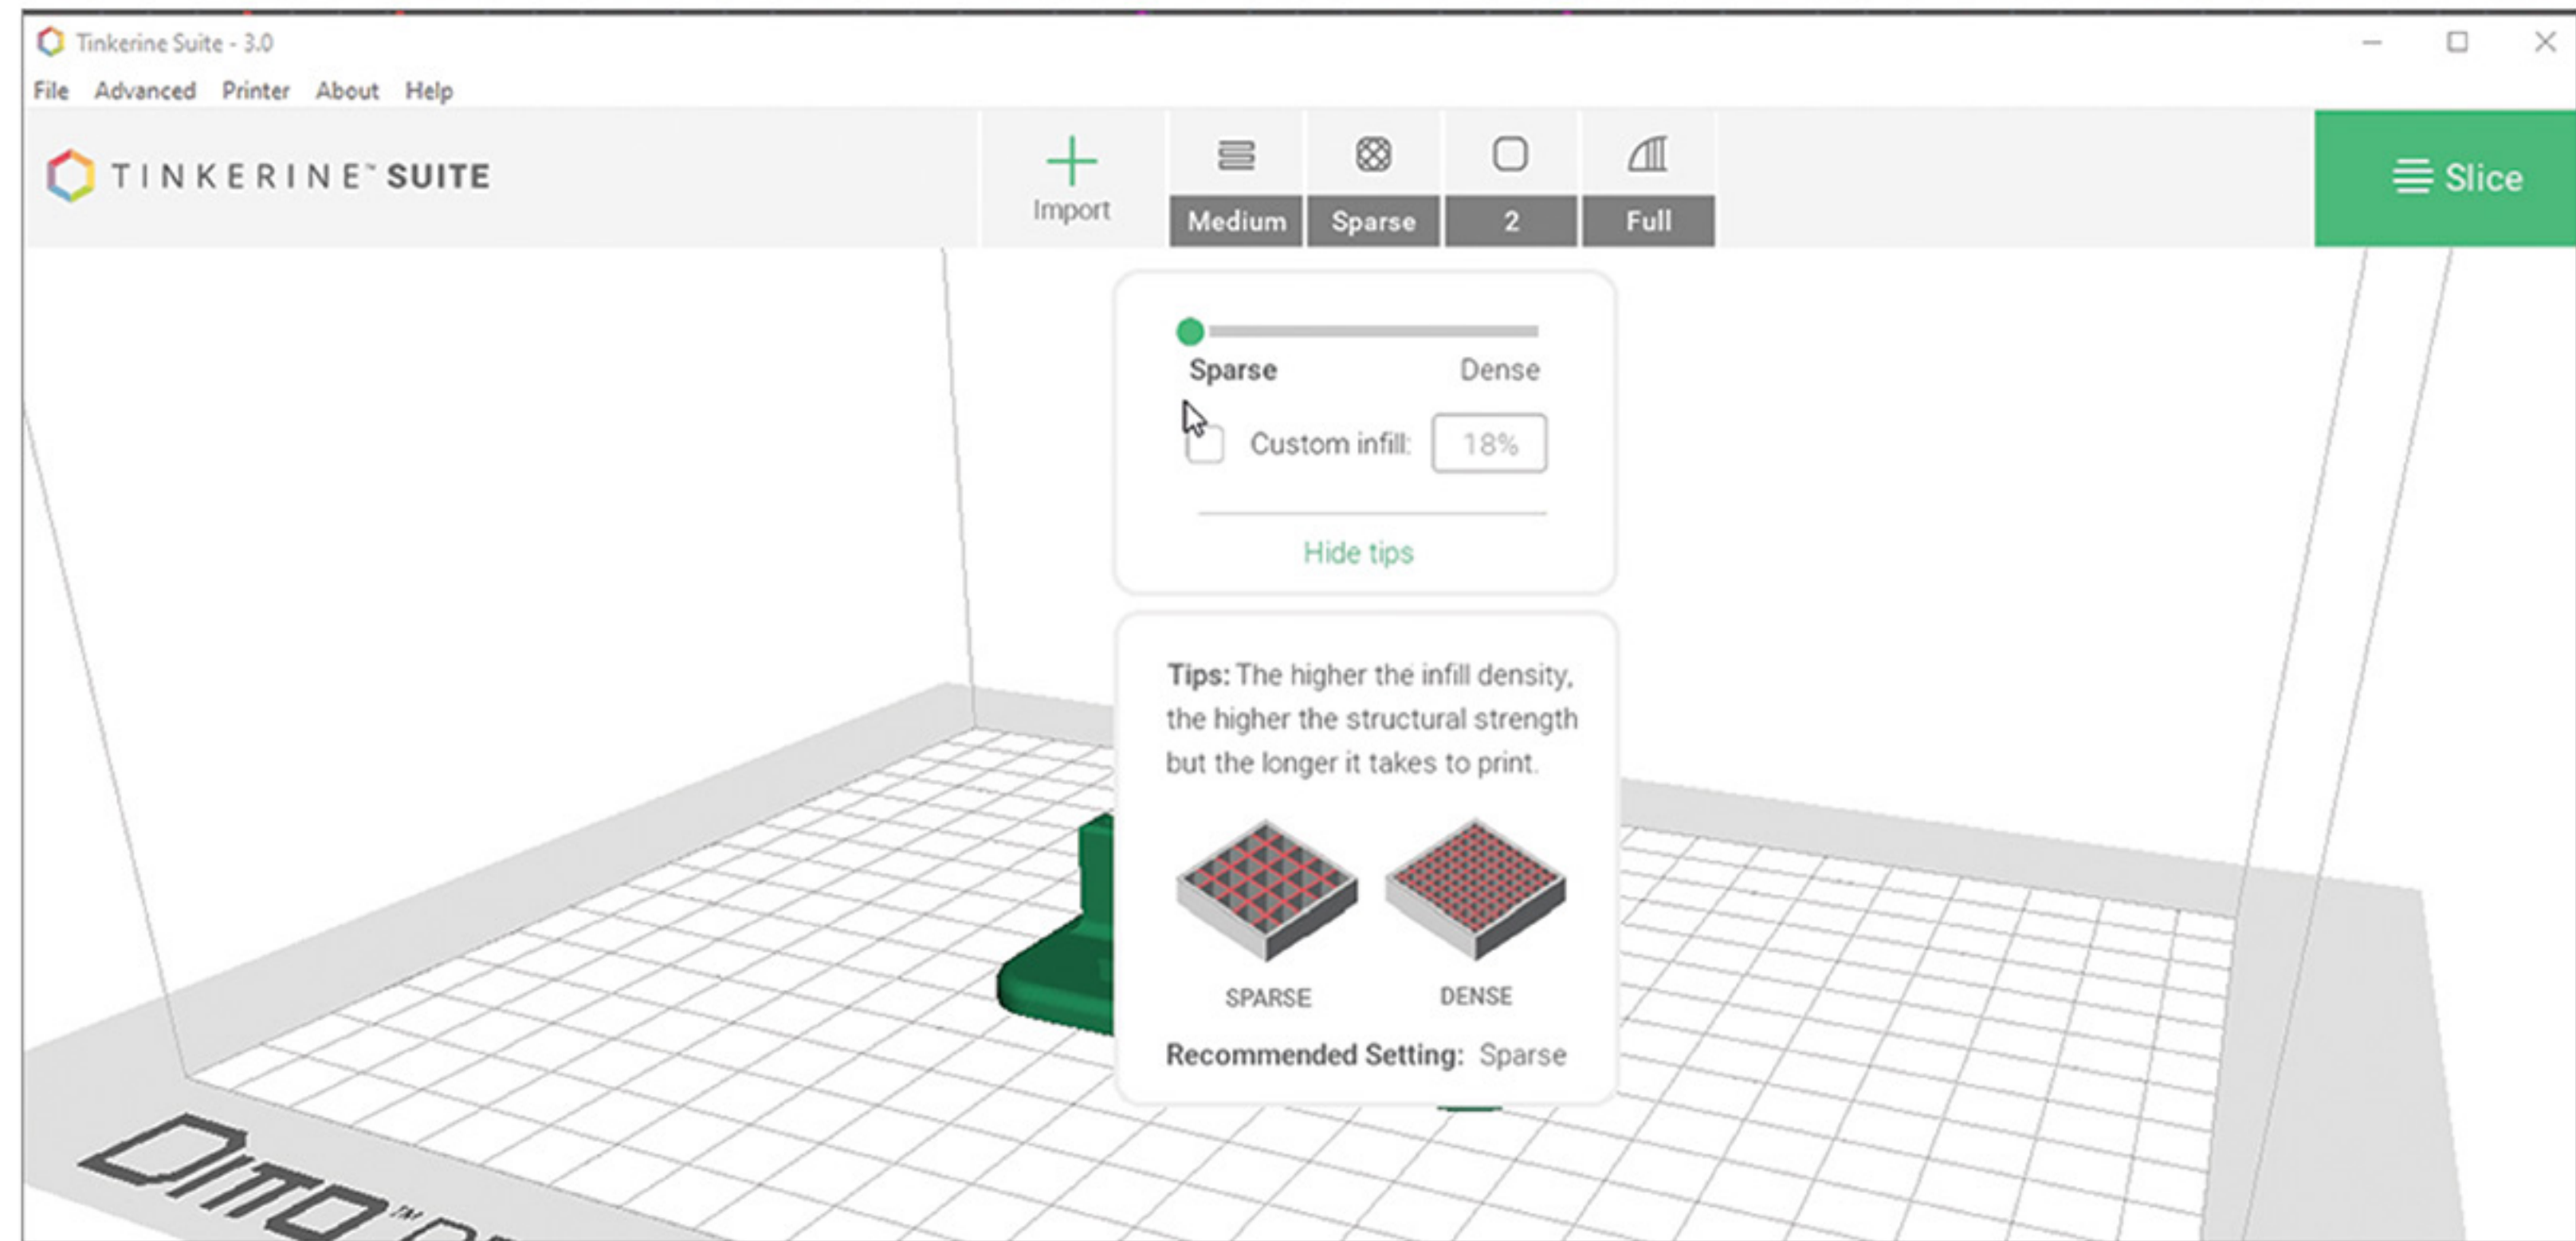 Tinkerine Suite - 3.0
File Advanced Printer About Help
TINKERINE™ SUITE
Import
Medium
Sparse
2
Full
Slice
Sparse
Dense
Custom infill: 18%
Hide tips
Tips: The higher the infill density,
the higher the structural strength
but the longer it takes to print.
SPARSE
DENSE
Recommended Setting: Sparse
DITTO™